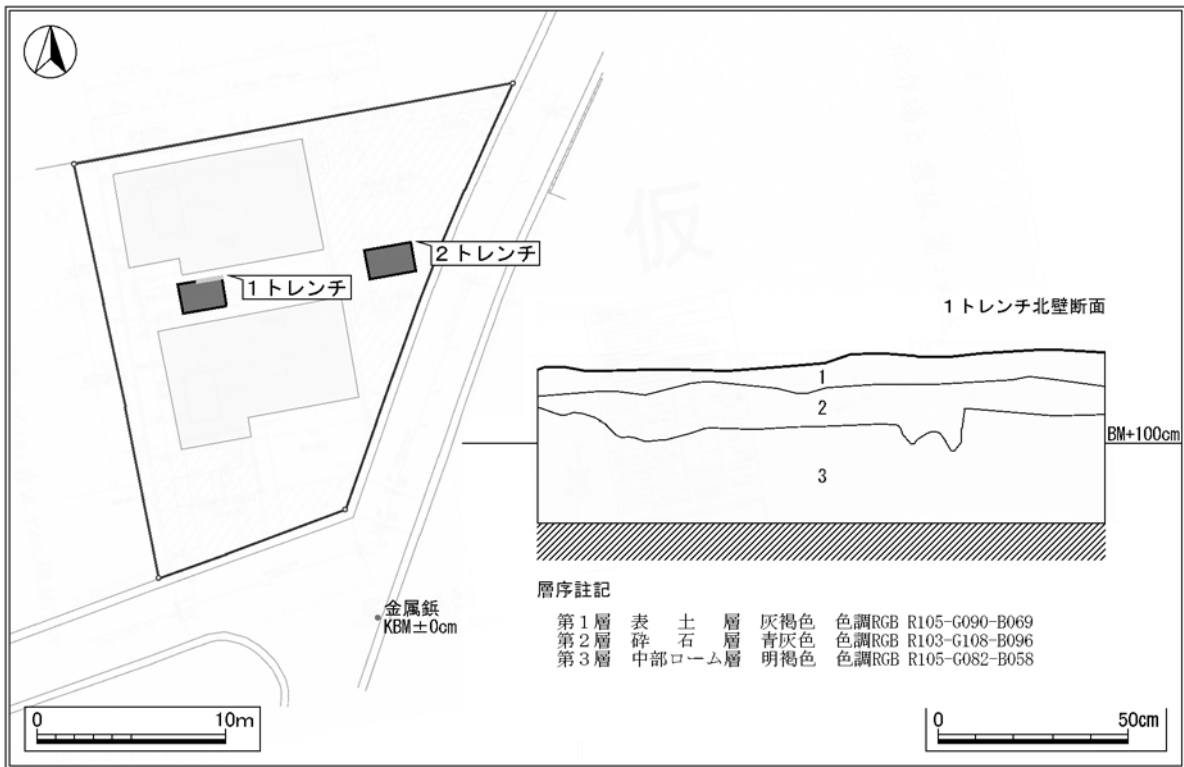 仮
2トレンチ
1トレンチ
1トレンチ北壁断面
1
2
3
BM+100cm
層序註記
第1層 表土層 灰褐色 色調RGB R105-G090-B069
第2層 砕石層 青灰色 色調RGB R103-G108-B096
第3層 中部ローム層 明褐色 色調RGB R105-G082-B058
金属鋲
KBM±0cm
0 10m
0 50cm